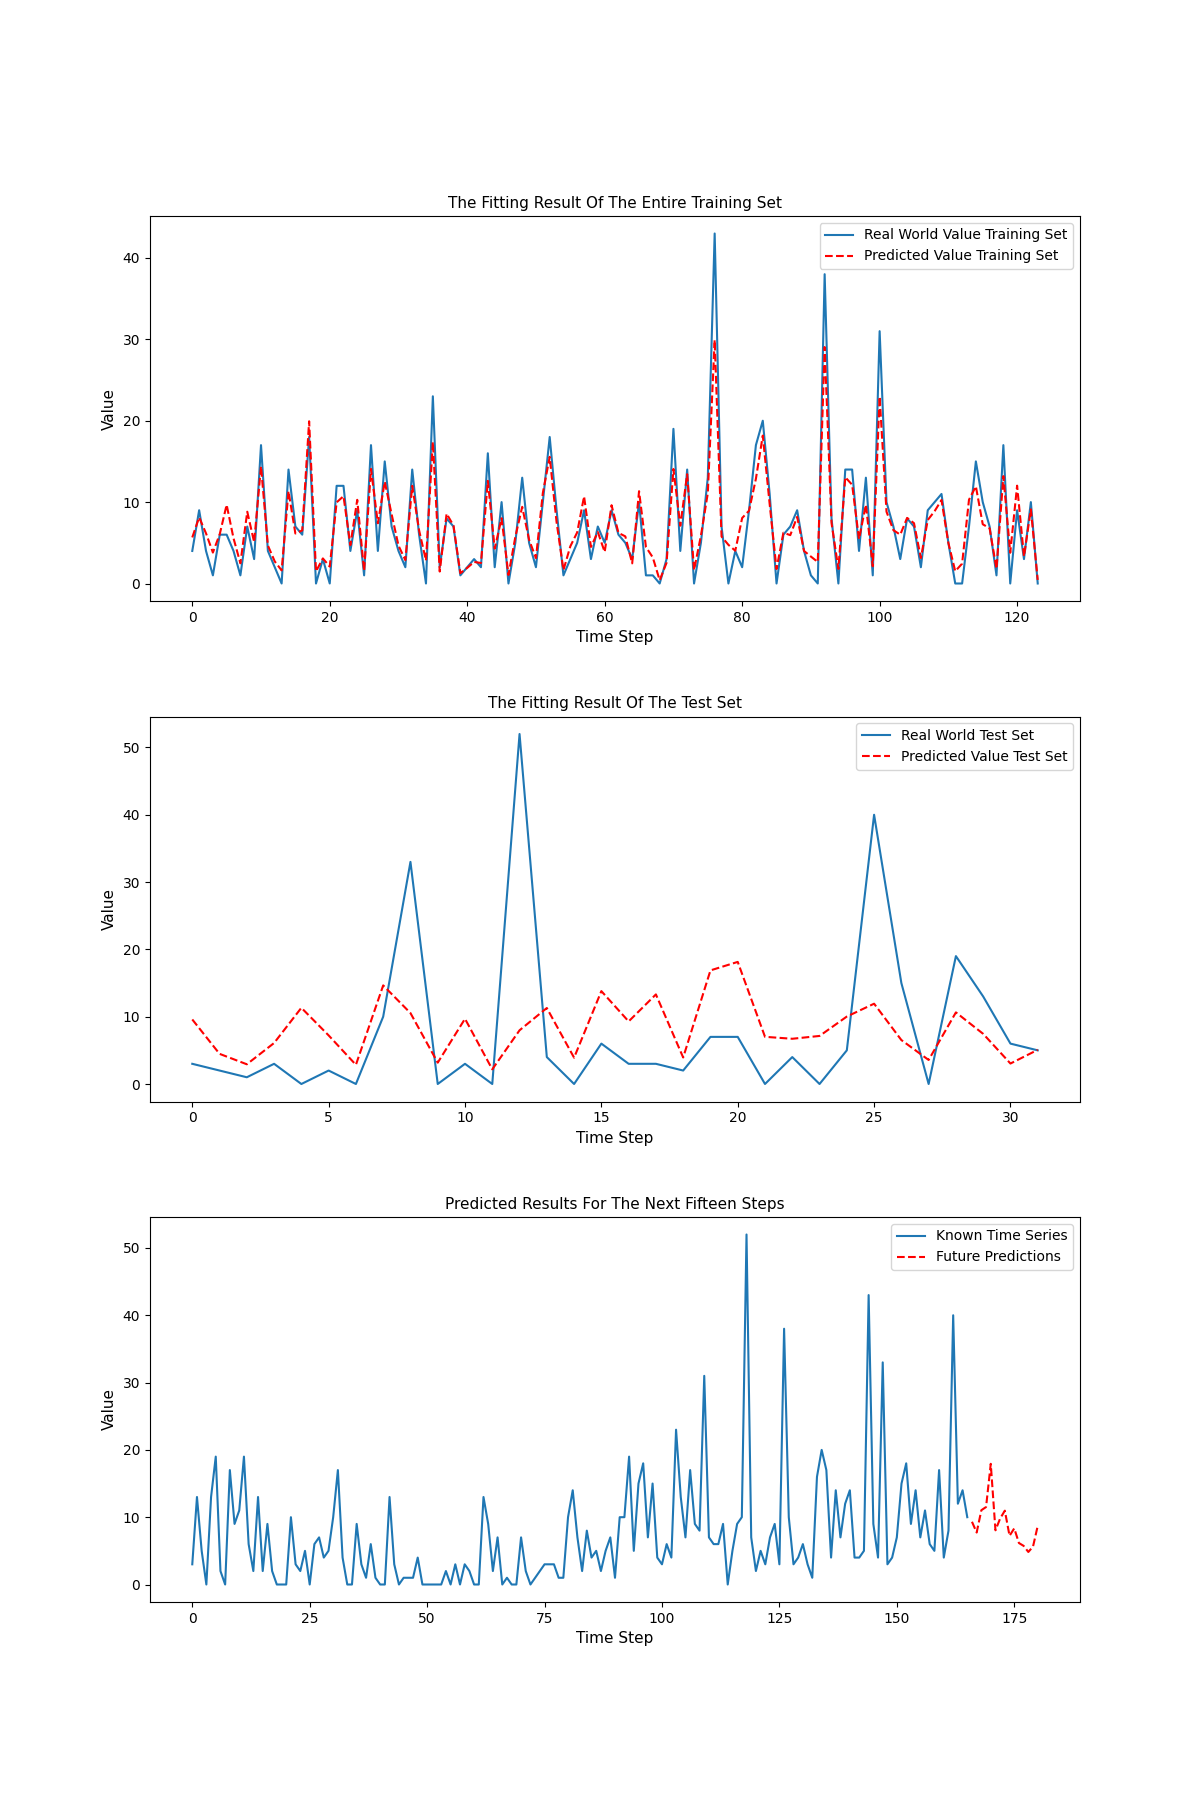 The Fitting Result Of The Entire Training Set
Real World Value Training Set
Predicted Value Training Set
Value
40
30
20
10
0
0 20 40 60 80 100 120
Time Step
The Fitting Result Of The Test Set
Real World Test Set
Predicted Value Test Set
Value
50
40
30
20
10
0
0 5 10 15 20 25 30
Time Step
Predicted Results For The Next Fifteen Steps
Known Time Series
Future Predictions
Value
50
40
30
20
10
0
0 25 50 75 100 125 150 175
Time Step